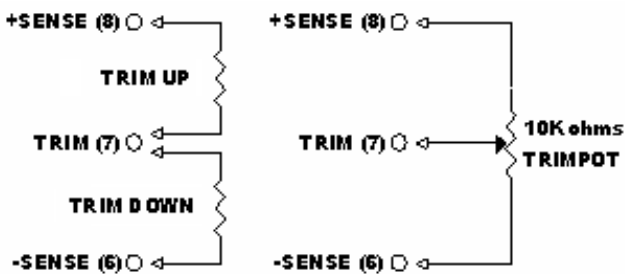 +SENSE (8)
TRIM UP
TRIM (7)
TRIM DOWN
-SENSE (6)
+SENSE (8)
10K ohms
TRIM (7)
TRIMPOT
-SENSE (6)